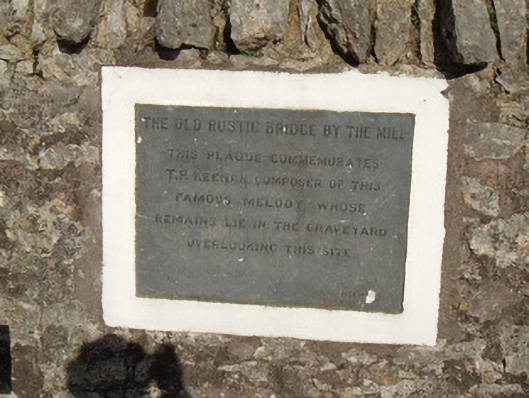 THE OLD RUSTIC BRIDGE BY THE MILL
THIS PLAQUE COMMEMORATES
T.P. KEENAN COMPOSER OF THIS
FAMOUS MELODY WHOSE
REMAINS LIE IN THE GRAVEYARD
OVERLOOKING THIS SITE